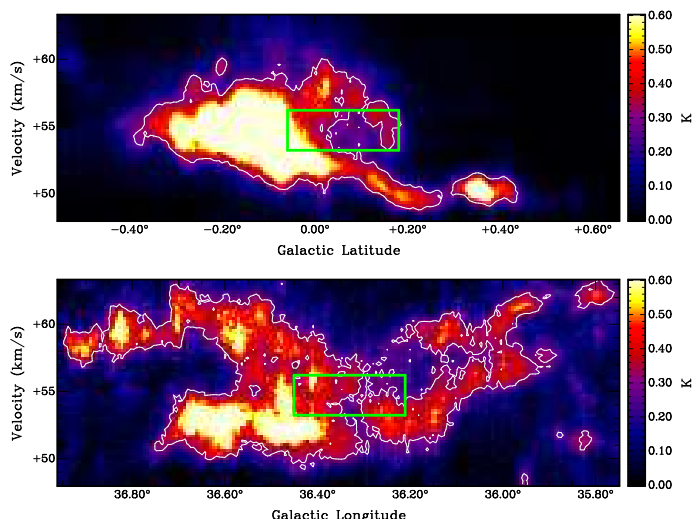 0.60
+60
0.50
0.40
+55
K
0.30
Velocity (km/s)
0.20
+50
0.10
0.00
−0.40° −0.20° 0.00° +0.20° +0.40° +0.60°
Galactic Latitude
0.60
+60
0.50
0.40
+55
K
0.30
Velocity (km/s)
0.20
+50
0.10
0.00
36.80° 36.60° 36.40° 36.20° 36.00° 35.80°
Galactic Longitude